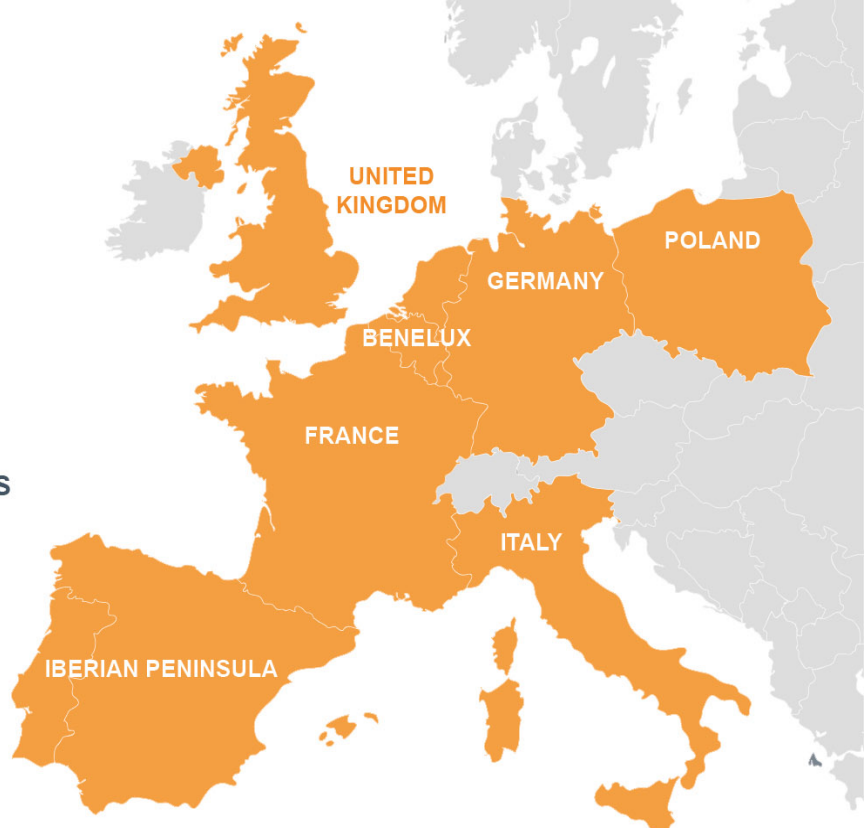 UNITED
KINGDOM
POLAND
GERMANY
BENELUX
FRANCE
S
ITALY
IBERIAN PENINSULA